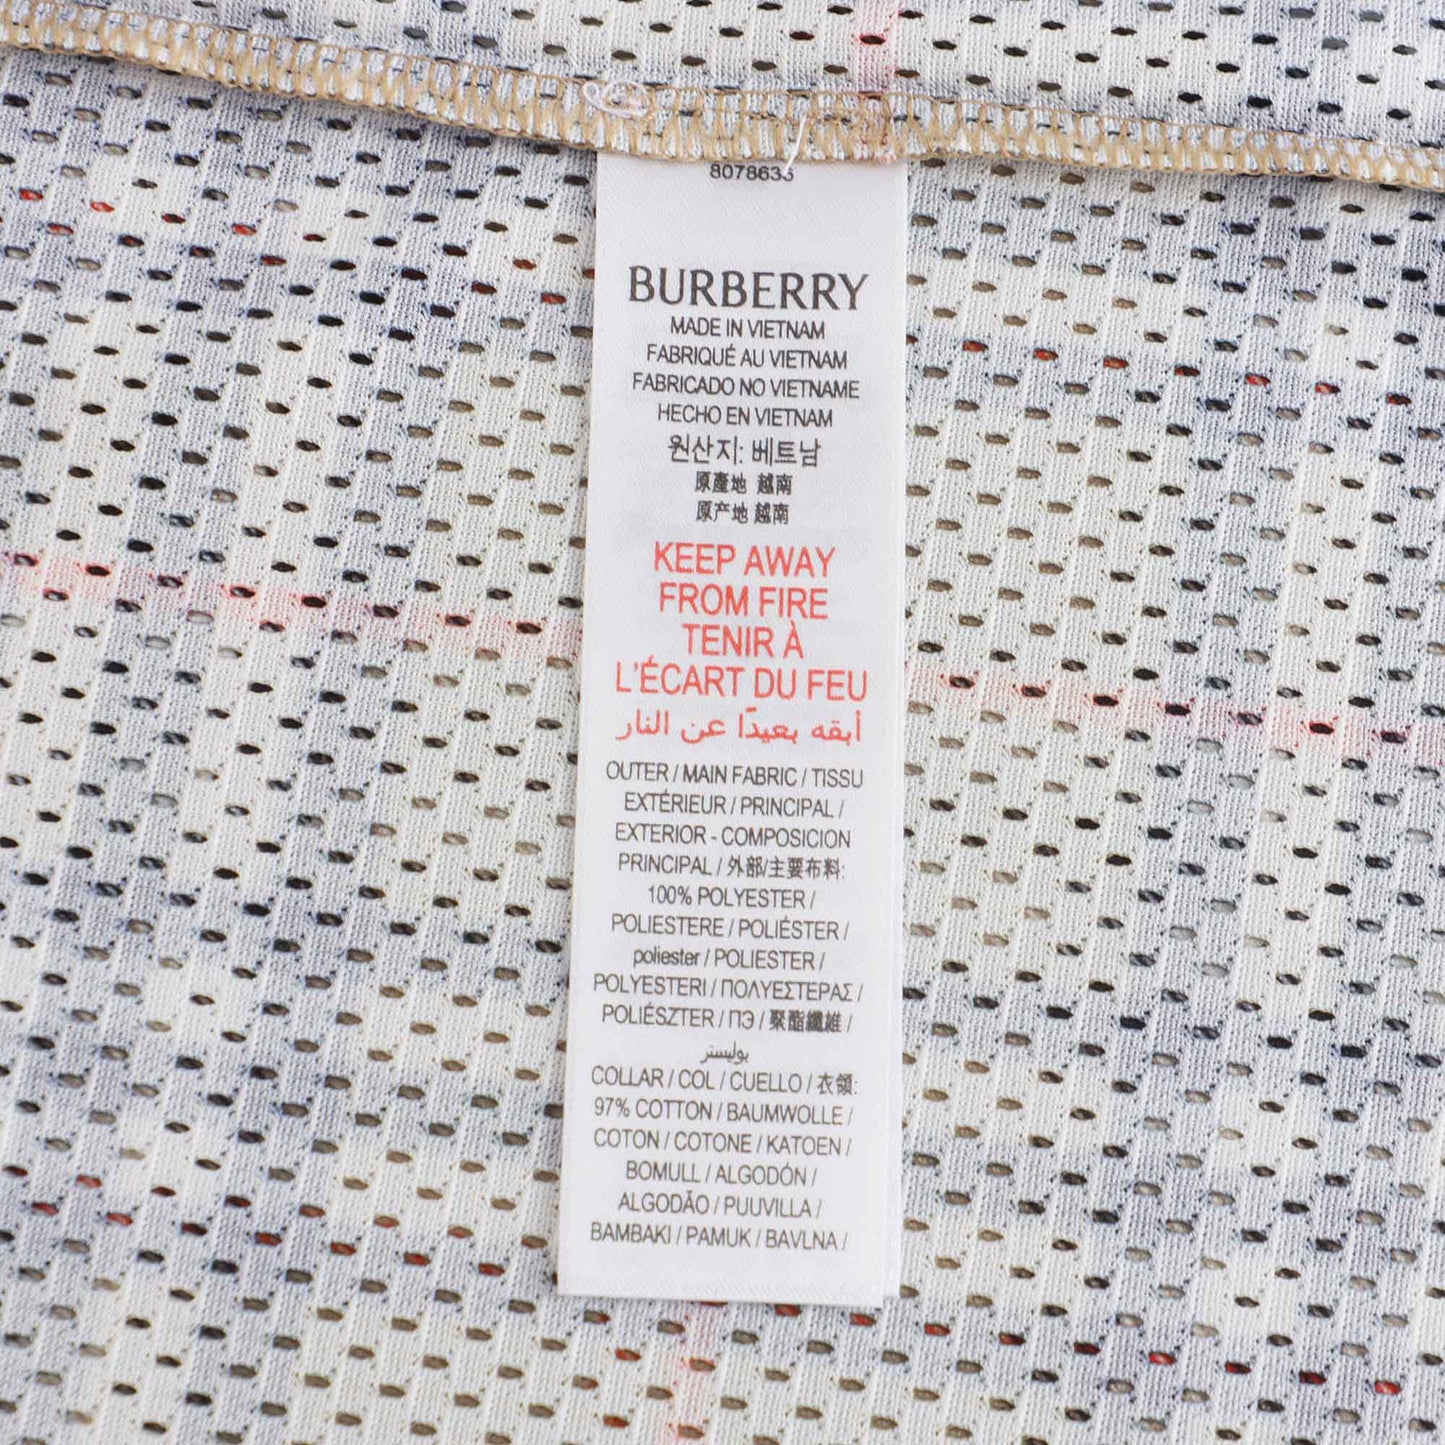 8078633
BURBERRY
MADE IN VIETNAM
FABRIQUÉ AU VIETNAM
FABRICADO NO VIETNAME
HECHO EN VIETNAM
원산지: 베트남
原產地 越南
原产地 越南
KEEP AWAY
FROM FIRE
TENIR À
L'ÉCART DU FEU
أبقه بعيدًا عن النار
OUTER / MAIN FABRIC / TISSU
EXTÉRIEUR / PRINCIPAL /
EXTERIOR - COMPOSICION
PRINCIPAL / 外部/主要布料:
100% POLYESTER /
POLIESTERE / POLIÉSTER /
poliester / POLIESTER /
POLYESTERI / ΠΟΛΥΕΣΤΕΡΑΣ /
POLIÉSZTER / ПЭ / 聚酯纖維 /
بوليستر
COLLAR / COL / CUELLO / 衣領:
97% COTTON / BAUMWOLLE /
COTON / COTONE / KATOEN /
BOMULL / ALGODÓN /
ALGODÃO / PUUVILLA /
BAMBAKI / PAMUK / BAVLNA /